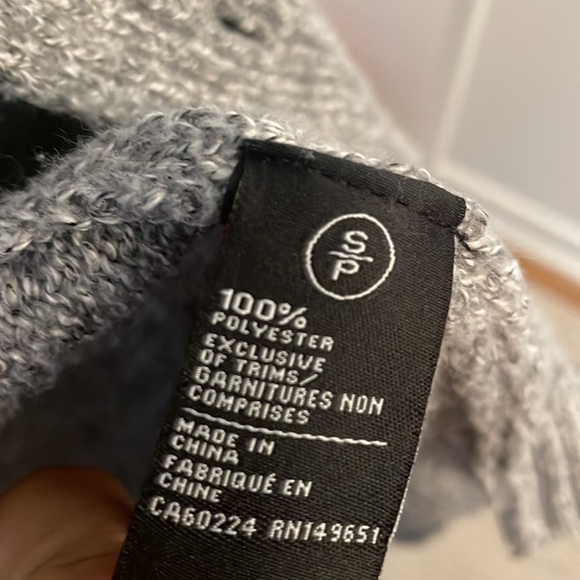 S
P
100%
POLYESTER
EXCLUSIVE
OF TRIMS/
GARNITURES NON
COMPRISES
MADE IN
CHINA
FABRIQUÉ EN
CHINE
CA60224 RN149651